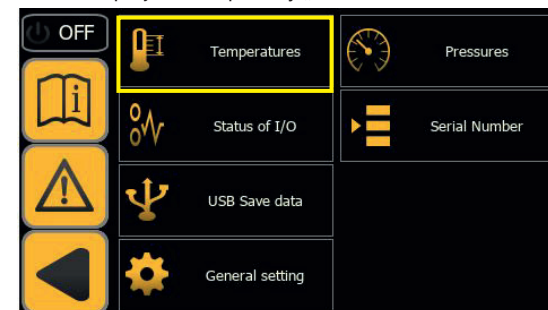 OFF
Temperatures
Pressures
Status of I/O
Serial Number
USB Save data
General setting